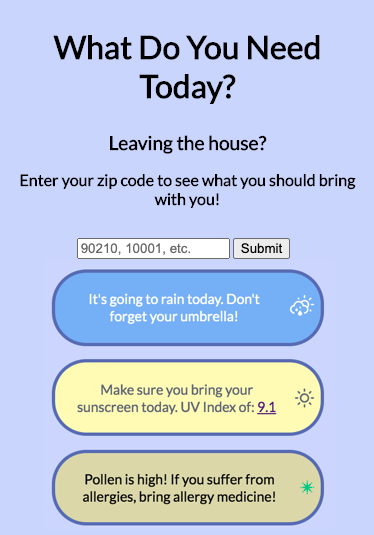 What Do You Need
Today?
Leaving the house?
Enter your zip code to see what you should bring
with you!
90210, 10001, etc. Submit
It's going to rain today. Don't
forget your umbrella!
Make sure you bring your
sunscreen today. UV Index of: 9.1
Pollen is high! If you suffer from
allergies, bring allergy medicine!